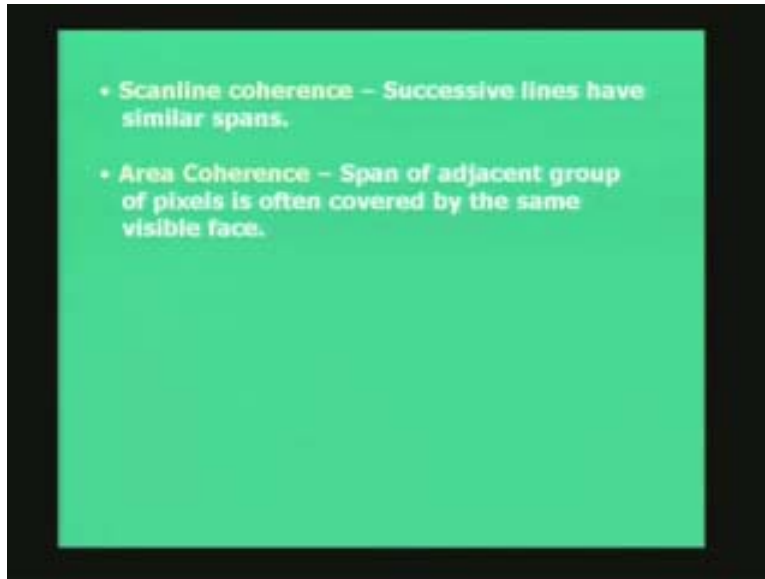 • Scanline coherence – Successive lines have
similar spans.
• Area Coherence – Span of adjacent group
of pixels is often covered by the same
visible face.